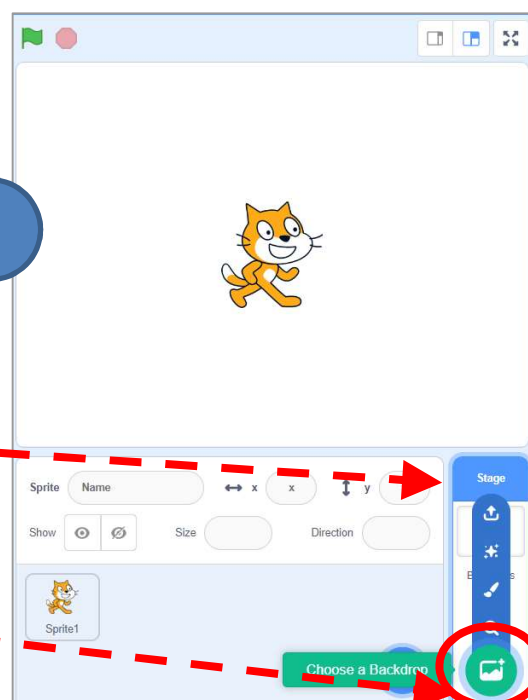 Sprite Name x x y Stage
Show Size Direction
Sprite1
Choose a Backdrop